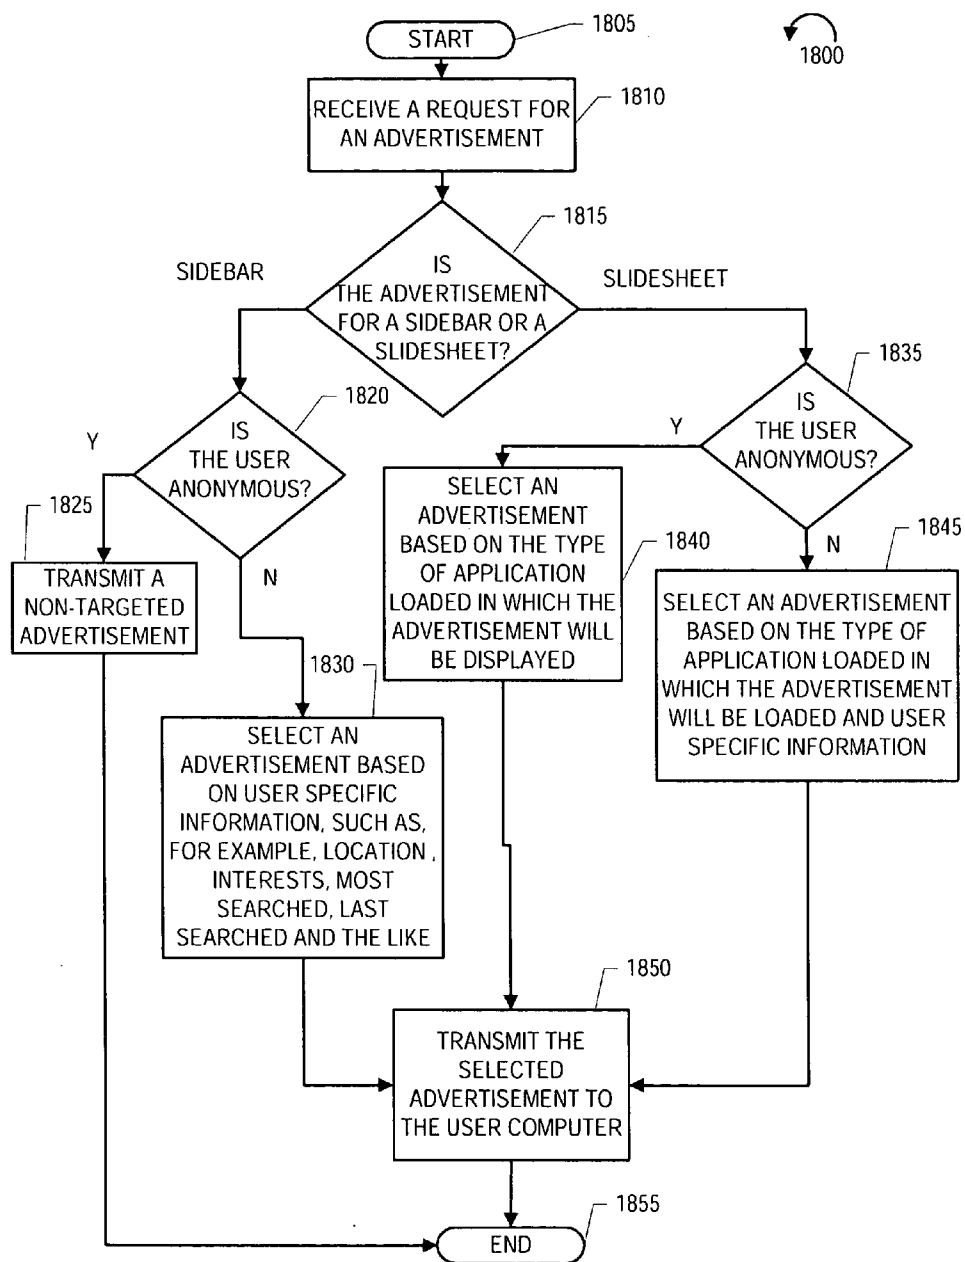 START
1805
1800
RECEIVE A REQUEST FOR
AN ADVERTISEMENT
1810
1815
IS
THE ADVERTISEMENT
FOR A SIDEBAR OR A
SLIDESHEET?
SIDEBAR
SLIDESHEET
1820
IS
THE USER
ANONYMOUS?
Y
N
1835
IS
THE USER
ANONYMOUS?
Y
N
1825
TRANSMIT A
NON-TARGETED
ADVERTISEMENT
1830
SELECT AN
ADVERTISEMENT BASED
ON USER SPECIFIC
INFORMATION, SUCH AS,
FOR EXAMPLE, LOCATION ,
INTERESTS, MOST
SEARCHED, LAST
SEARCHED AND THE LIKE
1840
SELECT AN
ADVERTISEMENT
BASED ON THE TYPE
OF APPLICATION
LOADED IN WHICH THE
ADVERTISEMENT WILL
BE DISPLAYED
1845
SELECT AN ADVERTISEMENT
BASED ON THE TYPE OF
APPLICATION LOADED IN
WHICH THE ADVERTISEMENT
WILL BE LOADED AND USER
SPECIFIC INFORMATION
1850
TRANSMIT THE
SELECTED
ADVERTISEMENT TO
THE USER COMPUTER
1855
END